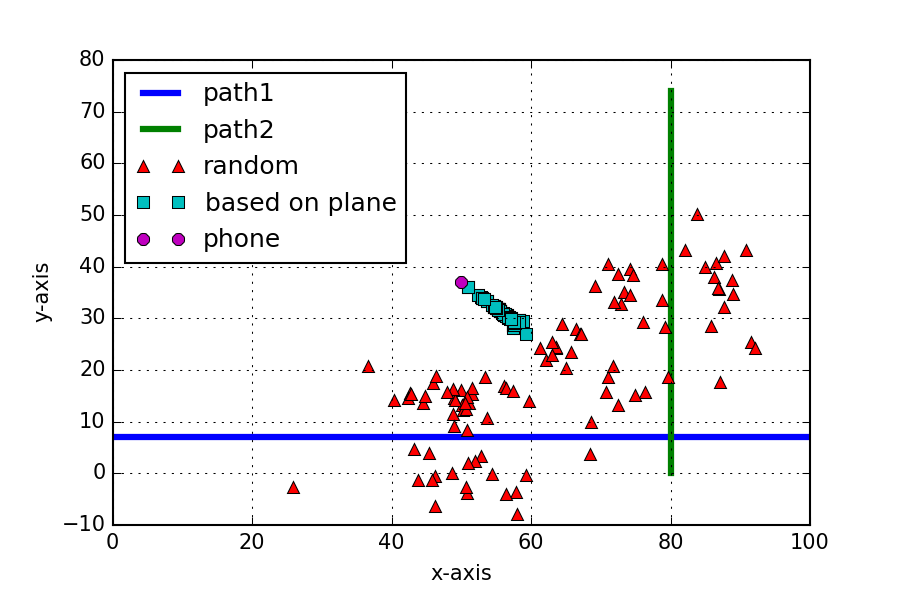 80
70
60
50
40
30
20
10
0
−10
0 20 40 60 80 100
x-axis
y-axis
path1
path2
random
based on plane
phone